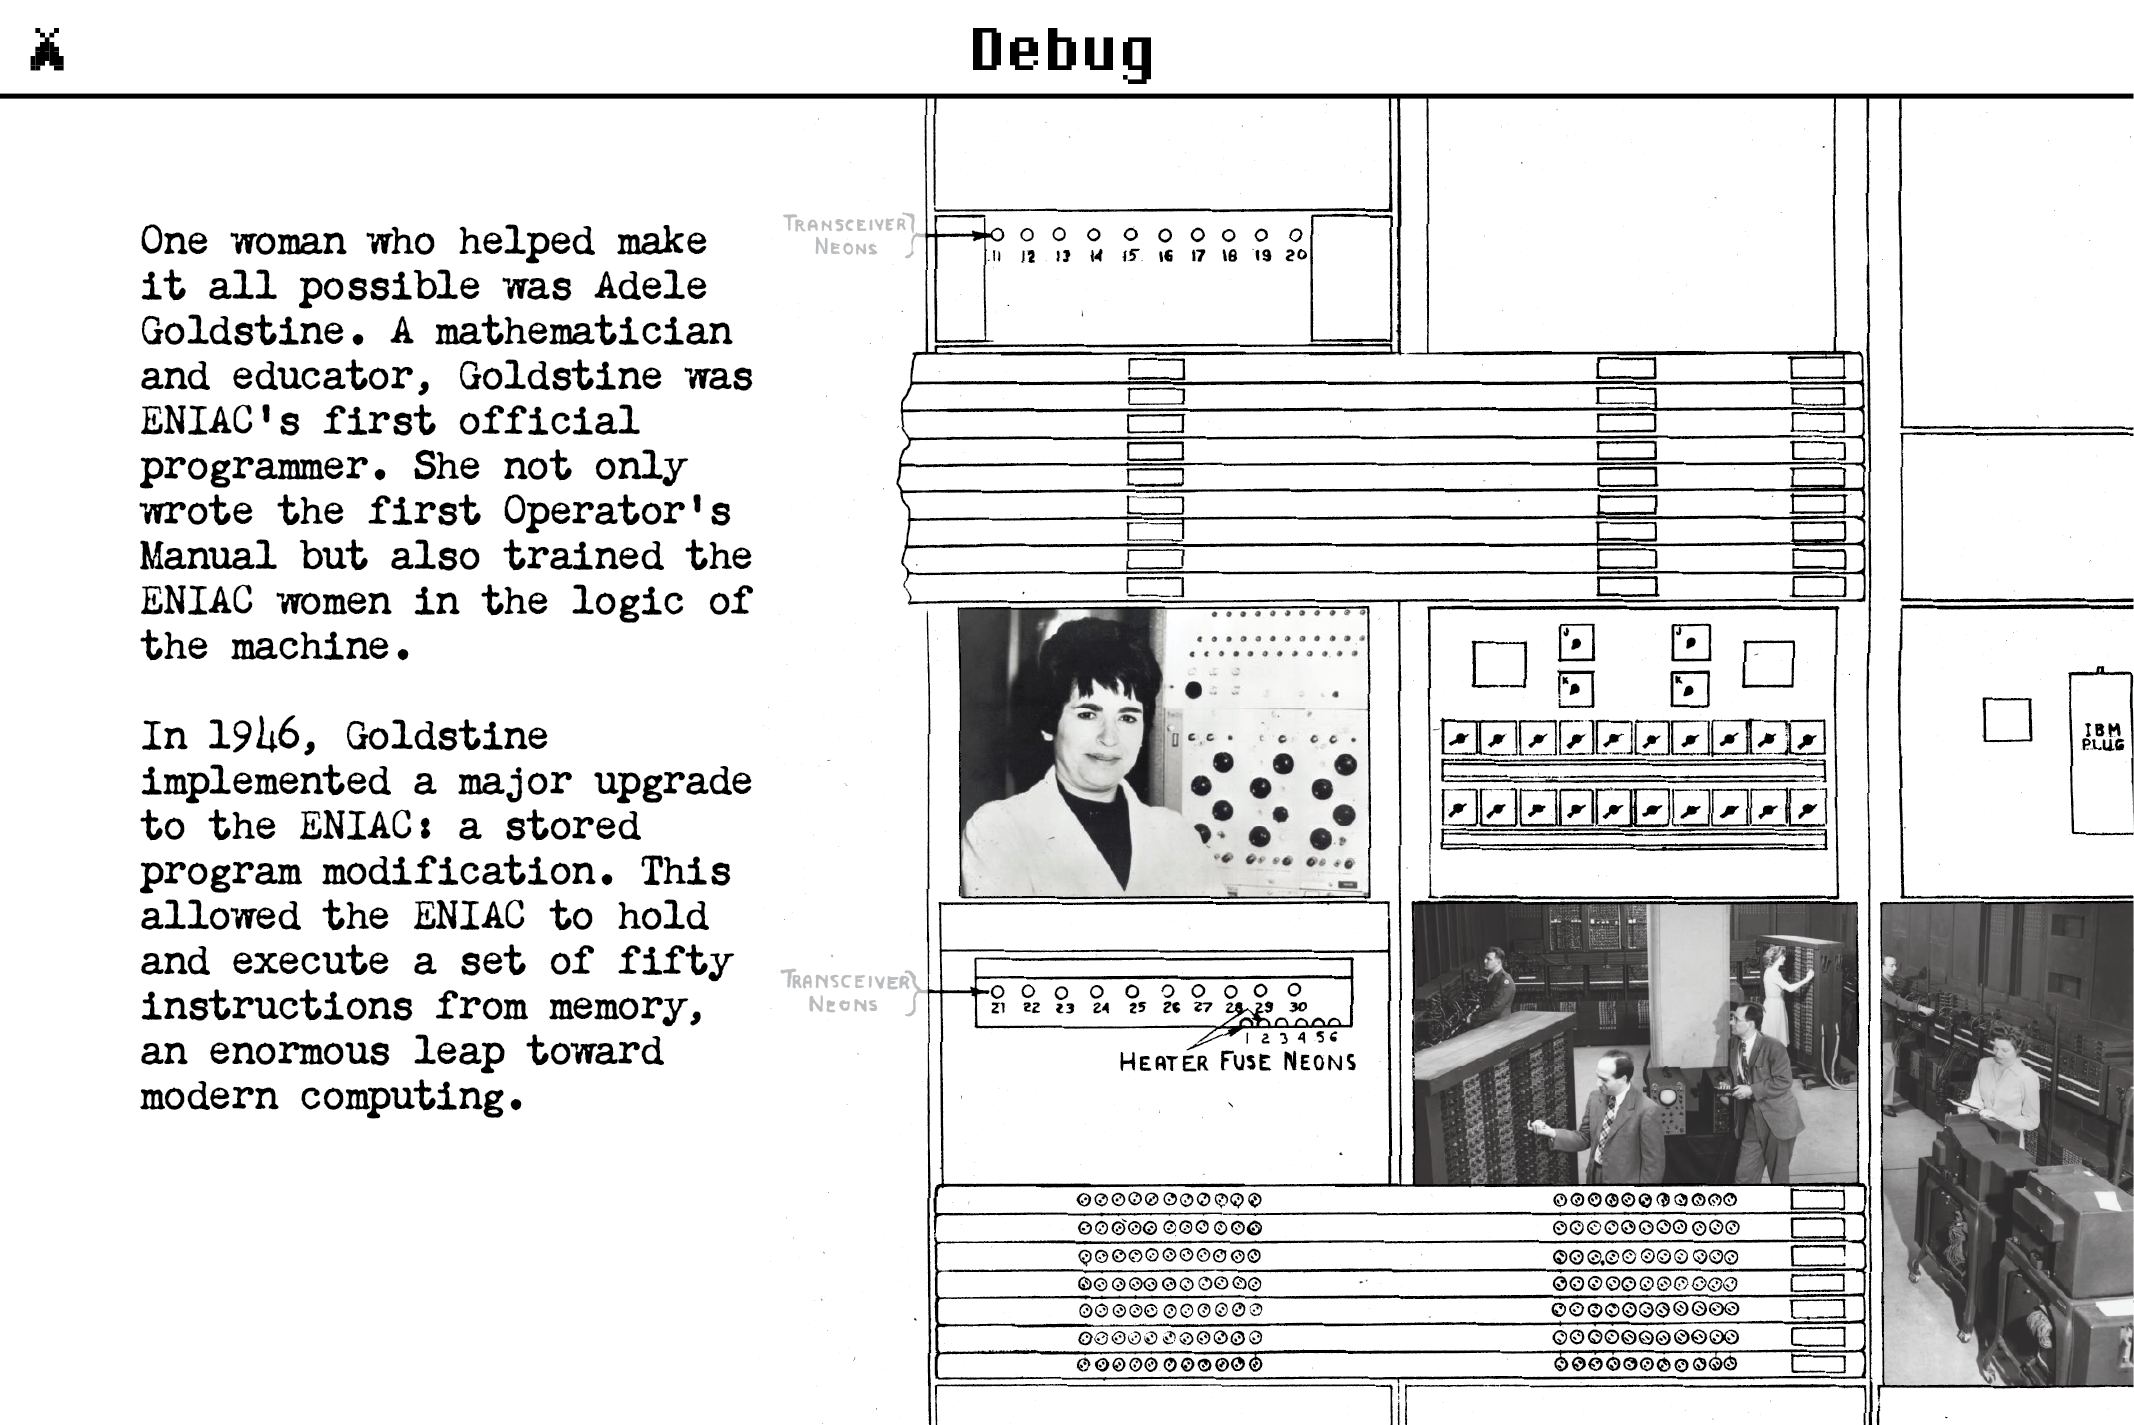 Debug
One woman who helped make
it all possible was Adele
Goldstine. A mathematician
and educator, Goldstine was
ENIAC's first official
programmer. She not only
wrote the first Operator's
Manual but also trained the
ENIAC women in the logic of
the machine.
In 1946, Goldstine
implemented a major upgrade
to the ENIAC: a stored
program modification. This
allowed the ENIAC to hold
and execute a set of fifty
instructions from memory,
an enormous leap toward
modern computing.
TRANSCEIVER
NEONS
11 12 13 14 15 16 17 18 19 20
J J
K K
IBM
PLUG
TRANSCEIVER
NEONS
21 22 23 24 25 26 27 28 29 30
1 2 3 4 5 6
HEATER FUSE NEONS